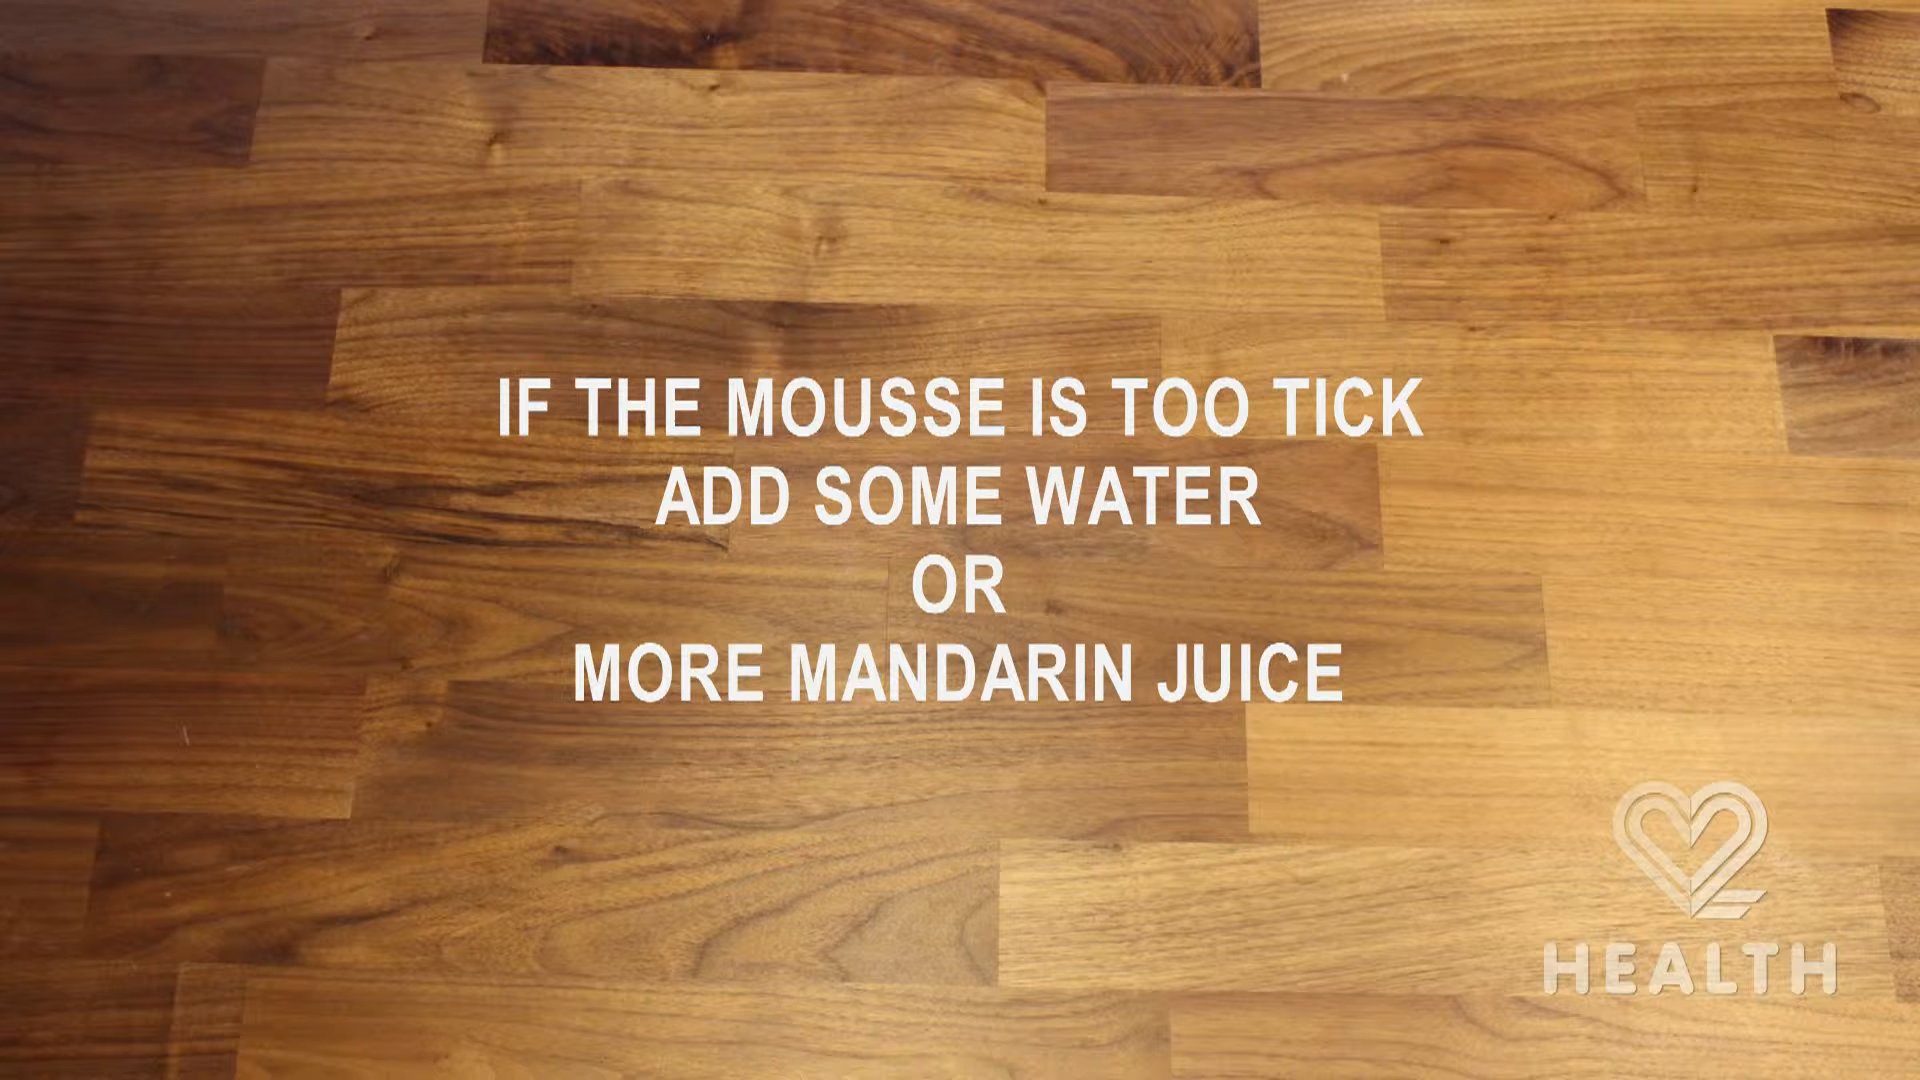 IF THE MOUSSE IS TOO TICK
ADD SOME WATER
OR
MORE MANDARIN JUICE
HEALTH